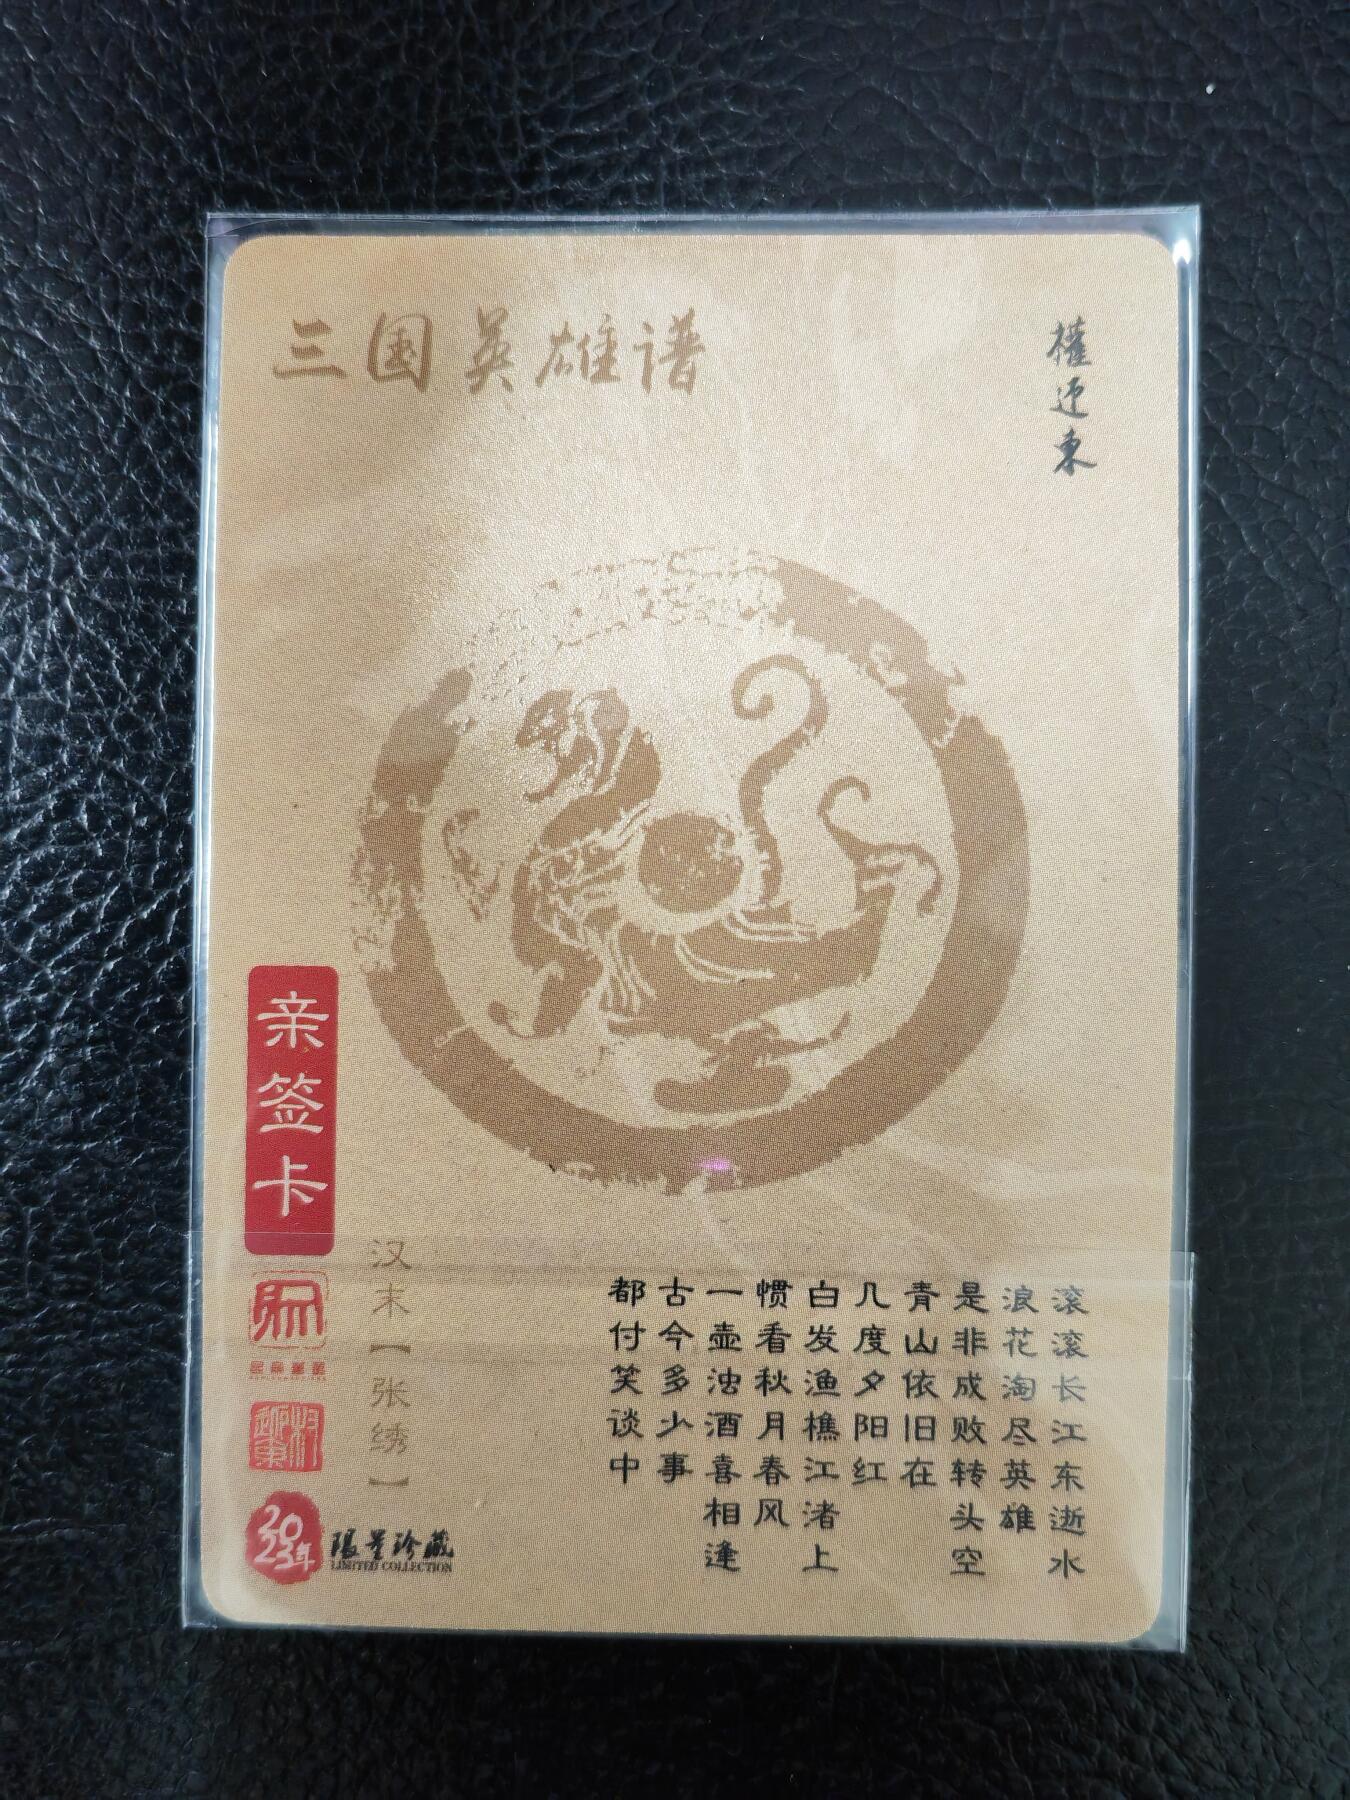 三国英雄谱
權迎東
亲签卡
汉末【张绣】
滚滚长江东逝水
浪花淘尽英雄
是非成败转头空
青山依旧在
几度夕阳红
白发渔樵江渚上
惯看秋月春风
一壶浊酒喜相逢
古今多少事
都付笑谈中
2023年
限量珍藏
LIMITED COLLECTION